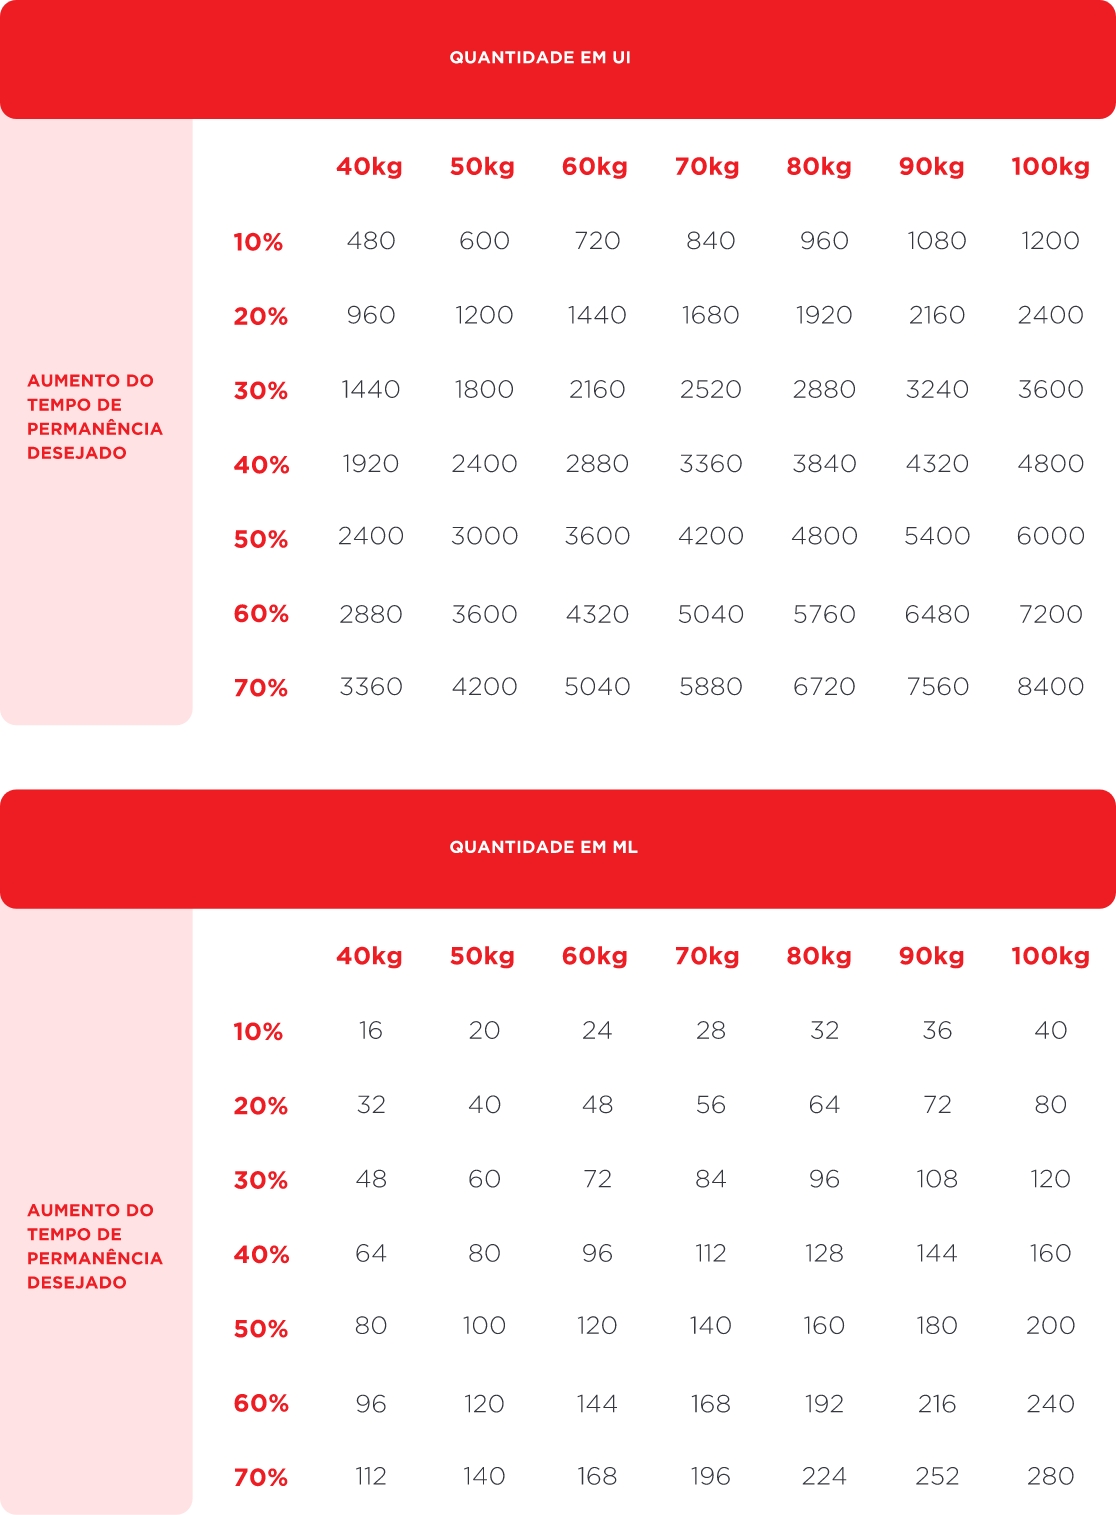 QUANTIDADE EM UI
40kg 50kg 60kg 70kg 80kg 90kg 100kg
10% 480 600 720 840 960 1080 1200
20% 960 1200 1440 1680 1920 2160 2400
AUMENTO DO
TEMPO DE
PERMANÊNCIA
DESEJADO
30% 1440 1800 2160 2520 2880 3240 3600
40% 1920 2400 2880 3360 3840 4320 4800
50% 2400 3000 3600 4200 4800 5400 6000
60% 2880 3600 4320 5040 5760 6480 7200
70% 3360 4200 5040 5880 6720 7560 8400
QUANTIDADE EM ML
40kg 50kg 60kg 70kg 80kg 90kg 100kg
10% 16 20 24 28 32 36 40
20% 32 40 48 56 64 72 80
30% 48 60 72 84 96 108 120
AUMENTO DO
TEMPO DE
PERMANÊNCIA
DESEJADO
40% 64 80 96 112 128 144 160
50% 80 100 120 140 160 180 200
60% 96 120 144 168 192 216 240
70% 112 140 168 196 224 252 280